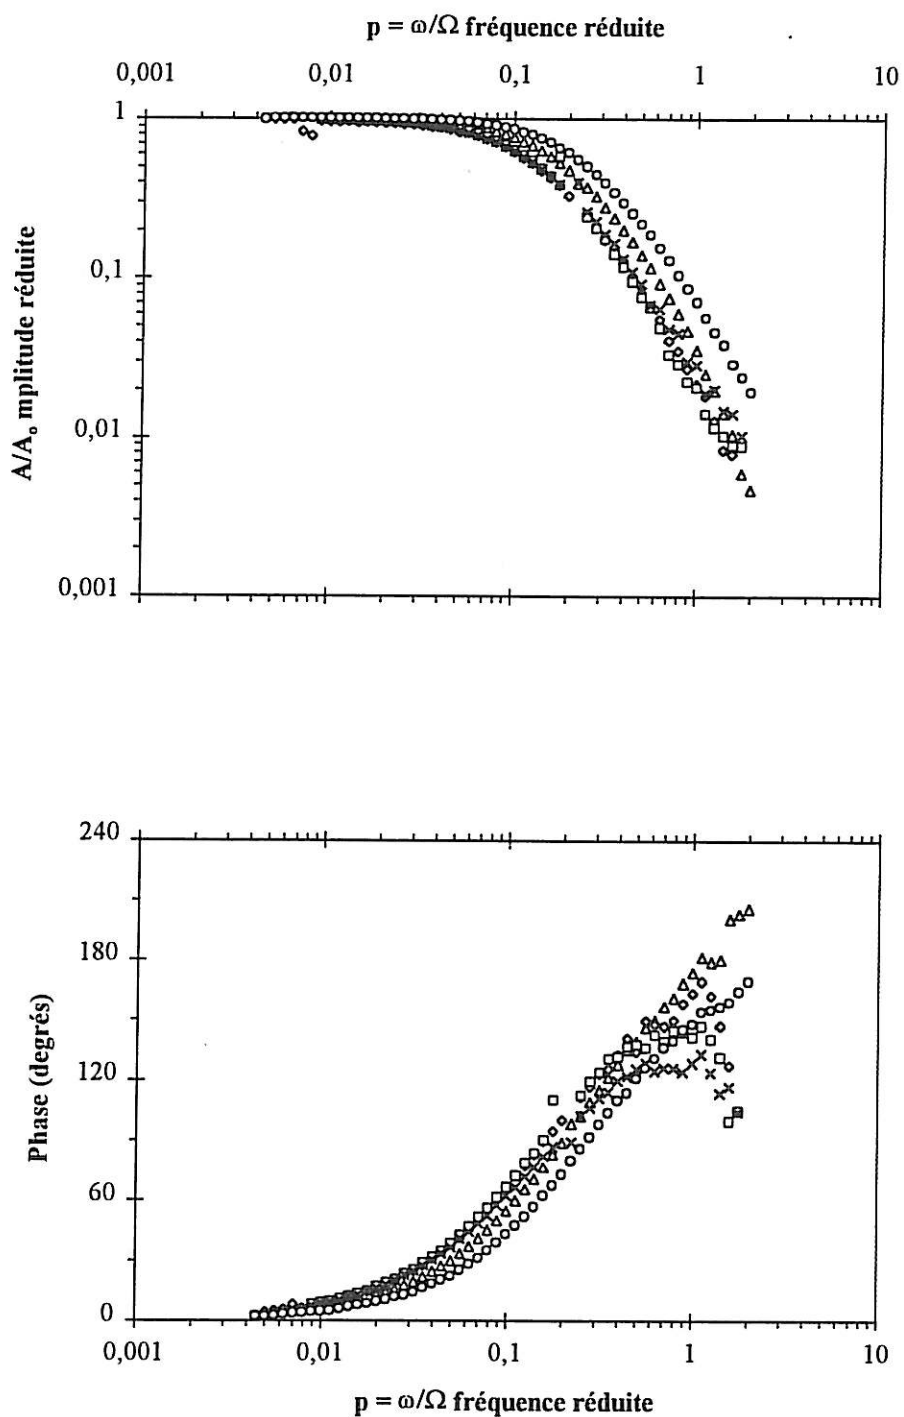 p = ω/Ω fréquence réduite
0,001 0,01 0,1 1 10
1
0,1
0,01
0,001
A/A₀ mplitude réduite
240
180
120
60
0
Phase (degrés)
0,001 0,01 0,1 1 10
p = ω/Ω fréquence réduite